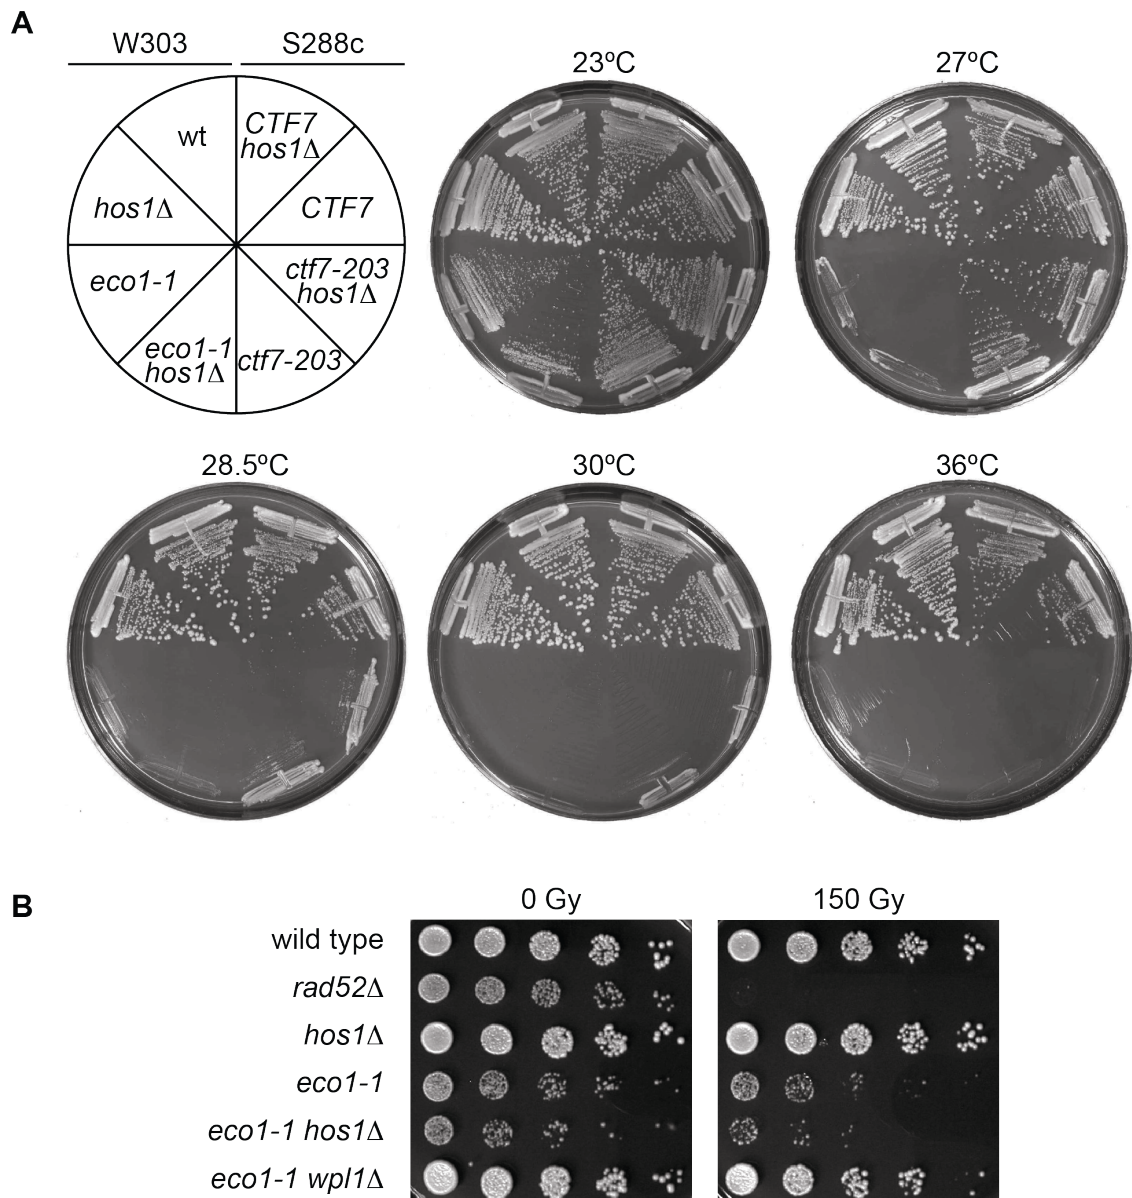 A
W303
S288c
23ºC
27ºC
wt
CTF7
hos1Δ
hos1Δ
CTF7
eco1-1
ctf7-203
hos1Δ
eco1-1
hos1Δ
ctf7-203
28.5ºC
30ºC
36ºC
B
0 Gy
150 Gy
wild type
rad52Δ
hos1Δ
eco1-1
eco1-1 hos1Δ
eco1-1 wpl1Δ